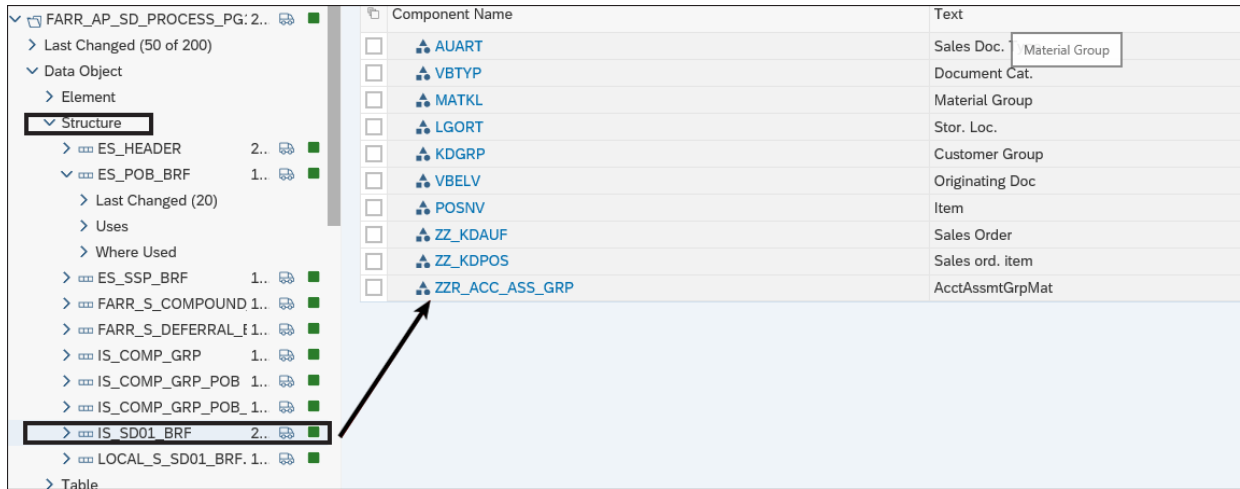 FARR_AP_SD_PROCESS_PG: 2..
Last Changed (50 of 200)
Data Object
Element
Structure
ES_HEADER 2..
ES_POB_BRF 1..
Last Changed (20)
Uses
Where Used
ES_SSP_BRF 1..
FARR_S_COMPOUND_ 1..
FARR_S_DEFERRAL_E 1..
IS_COMP_GRP 1..
IS_COMP_GRP_POB 1..
IS_COMP_GRP_POB_ 1..
IS_SD01_BRF 2..
LOCAL_S_SD01_BRF. 1..
Table
Component Name Text
AUART Sales Doc.
Material Group
VBTYP Document Cat.
MATKL Material Group
LGORT Stor. Loc.
KDGRP Customer Group
VBELV Originating Doc
POSNV Item
ZZ_KDAUF Sales Order
ZZ_KDPOS Sales ord. item
ZZR_ACC_ASS_GRP AcctAssmtGrpMat